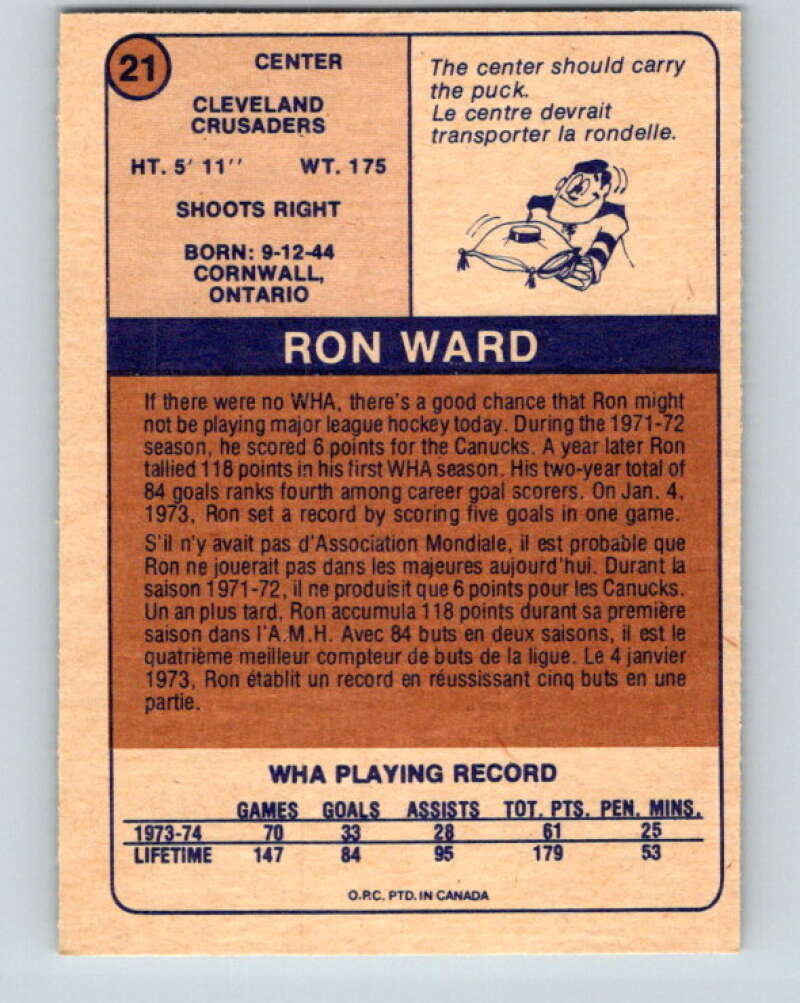 21
CENTER
CLEVELAND
CRUSADERS
HT. 5' 11'' WT. 175
SHOOTS RIGHT
BORN: 9-12-44
CORNWALL,
ONTARIO
The center should carry
the puck.
Le centre devrait
transporter la rondelle.
RON WARD
If there were no WHA, there's a good chance that Ron might
not be playing major league hockey today. During the 1971-72
season, he scored 6 points for the Canucks. A year later Ron
tallied 118 points in his first WHA season. His two-year total of
84 goals ranks fourth among career goal scorers. On Jan. 4,
1973, Ron set a record by scoring five goals in one game.
S'il n'y avait pas d'Association Mondiale, il est probable que
Ron ne jouerait pas dans les majeures aujourd'hui. Durant la
saison 1971-72, il ne produisit que 6 points pour les Canucks.
Un an plus tard, Ron accumula 118 points durant sa première
saison dans l'A.M.H. Avec 84 buts en deux saisons, il est le
quatrième meilleur compteur de buts de la ligue. Le 4 janvier
1973, Ron établit un record en réussissant cinq buts en une
partie.
WHA PLAYING RECORD
GAMES GOALS ASSISTS TOT. PTS. PEN. MINS.
1973-74 70 33 28 61 25
LIFETIME 147 84 95 179 53
O.P.C. PTD. IN CANADA